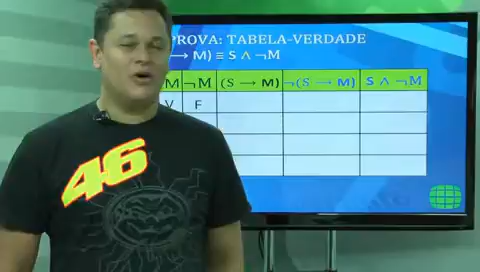 PROVA: TABELA-VERDADE
→ M) ≡ S ∧ ¬M
M ¬M (S → M) ¬(S → M) S ∧ ¬M
V F
46